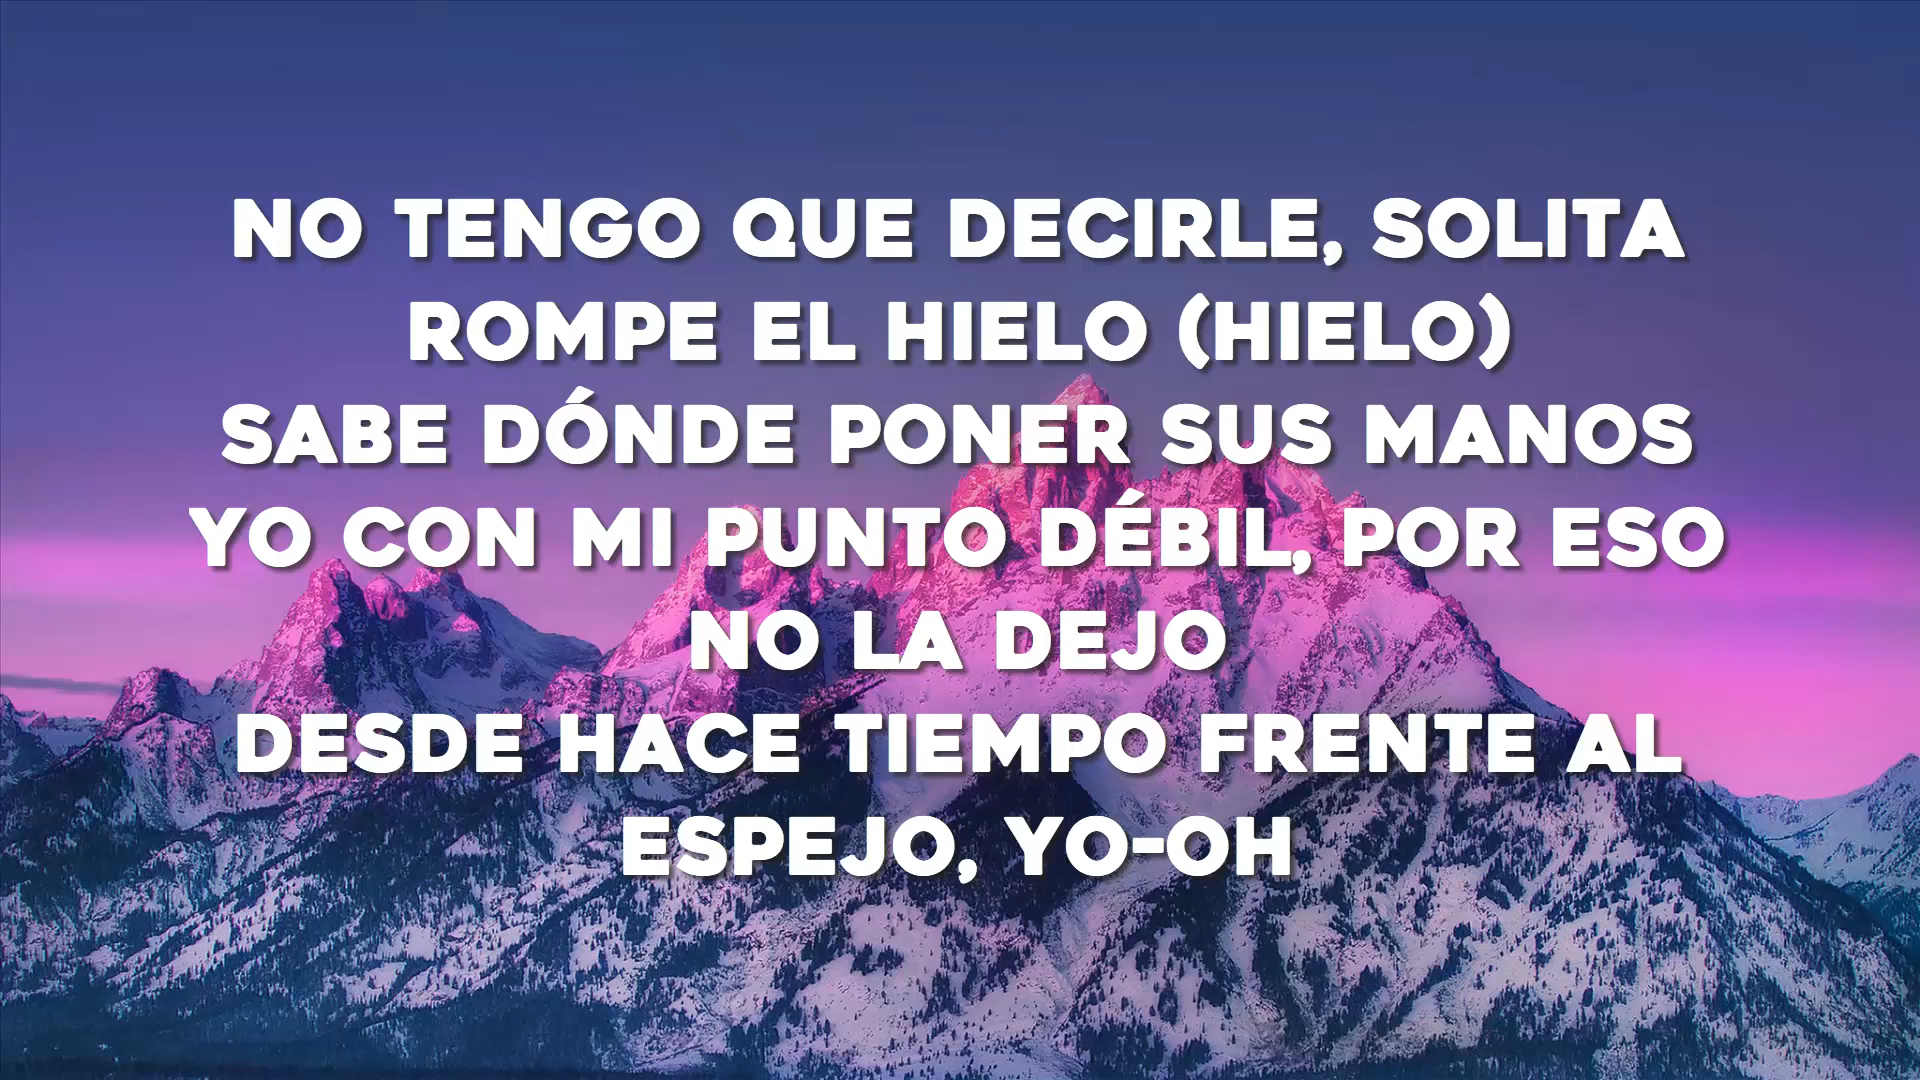 NO TENGO QUE DECIRLE, SOLITA
ROMPE EL HIELO (HIELO)
SABE DÓNDE PONER SUS MANOS
YO CON MI PUNTO DÉBIL, POR ESO
NO LA DEJO
DESDE HACE TIEMPO FRENTE AL
ESPEJO, YO-OH